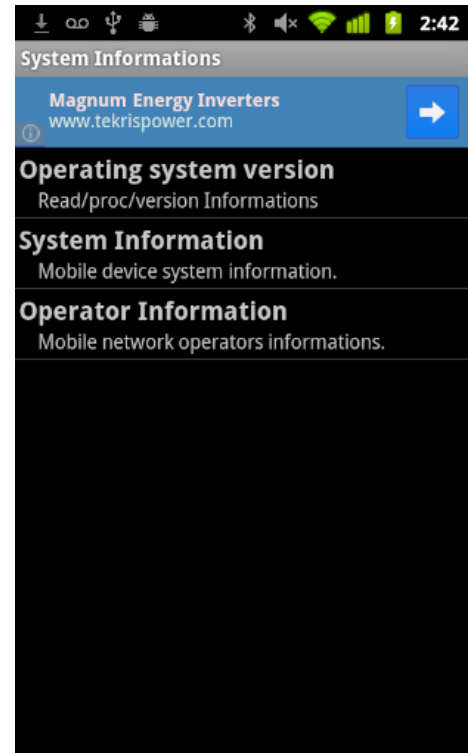 2:42
System Informations
Magnum Energy Inverters
www.tekrispower.com
Operating system version
Read/proc/version Informations
System Information
Mobile device system information.
Operator Information
Mobile network operators informations.